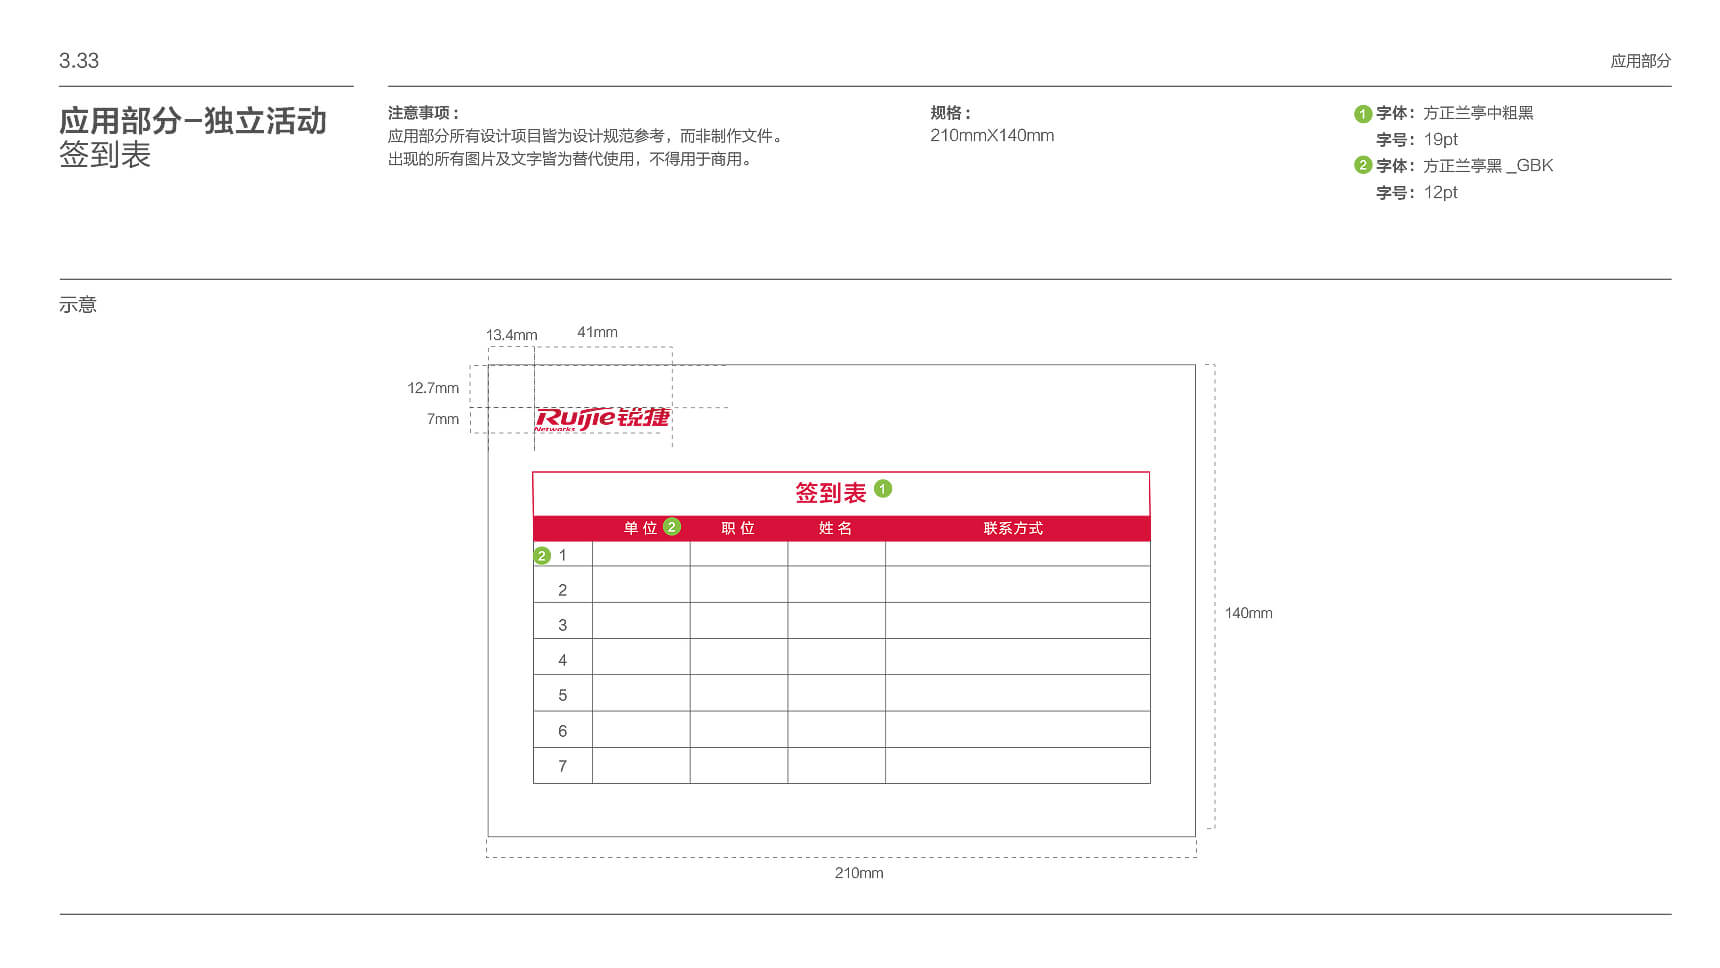 3.33
应用部分
应用部分–独立活动
签到表
注意事项：
应用部分所有设计项目皆为设计规范参考，而非制作文件。
出现的所有图片及文字皆为替代使用，不得用于商用。
规格：
210mmX140mm
1 字体： 方正兰亭中粗黑
字号： 19pt
2 字体： 方正兰亭黑 _GBK
字号： 12pt
示意
13.4mm 41mm
12.7mm
7mm
Ruijie锐捷
Networks
签到表 1
单 位 2 职 位 姓 名 联系方式
2 1
2
3
4
5
6
7
140mm
210mm